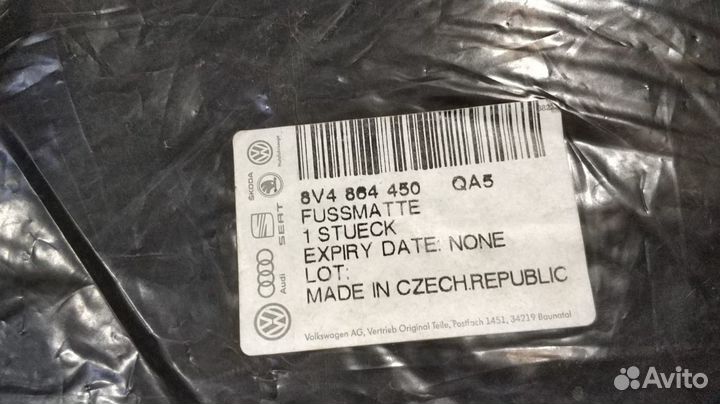 8V4 864 450 QA5
FUSSMATTE
1 STUECK
EXPIRY DATE: NONE
LOT:
MADE IN CZECH.REPUBLIC
Volkswagen AG, Vertrieb Original Teile, Postfach 1451, 34219 Baunatal
ŠKODA
SEAT
Audi
Avito